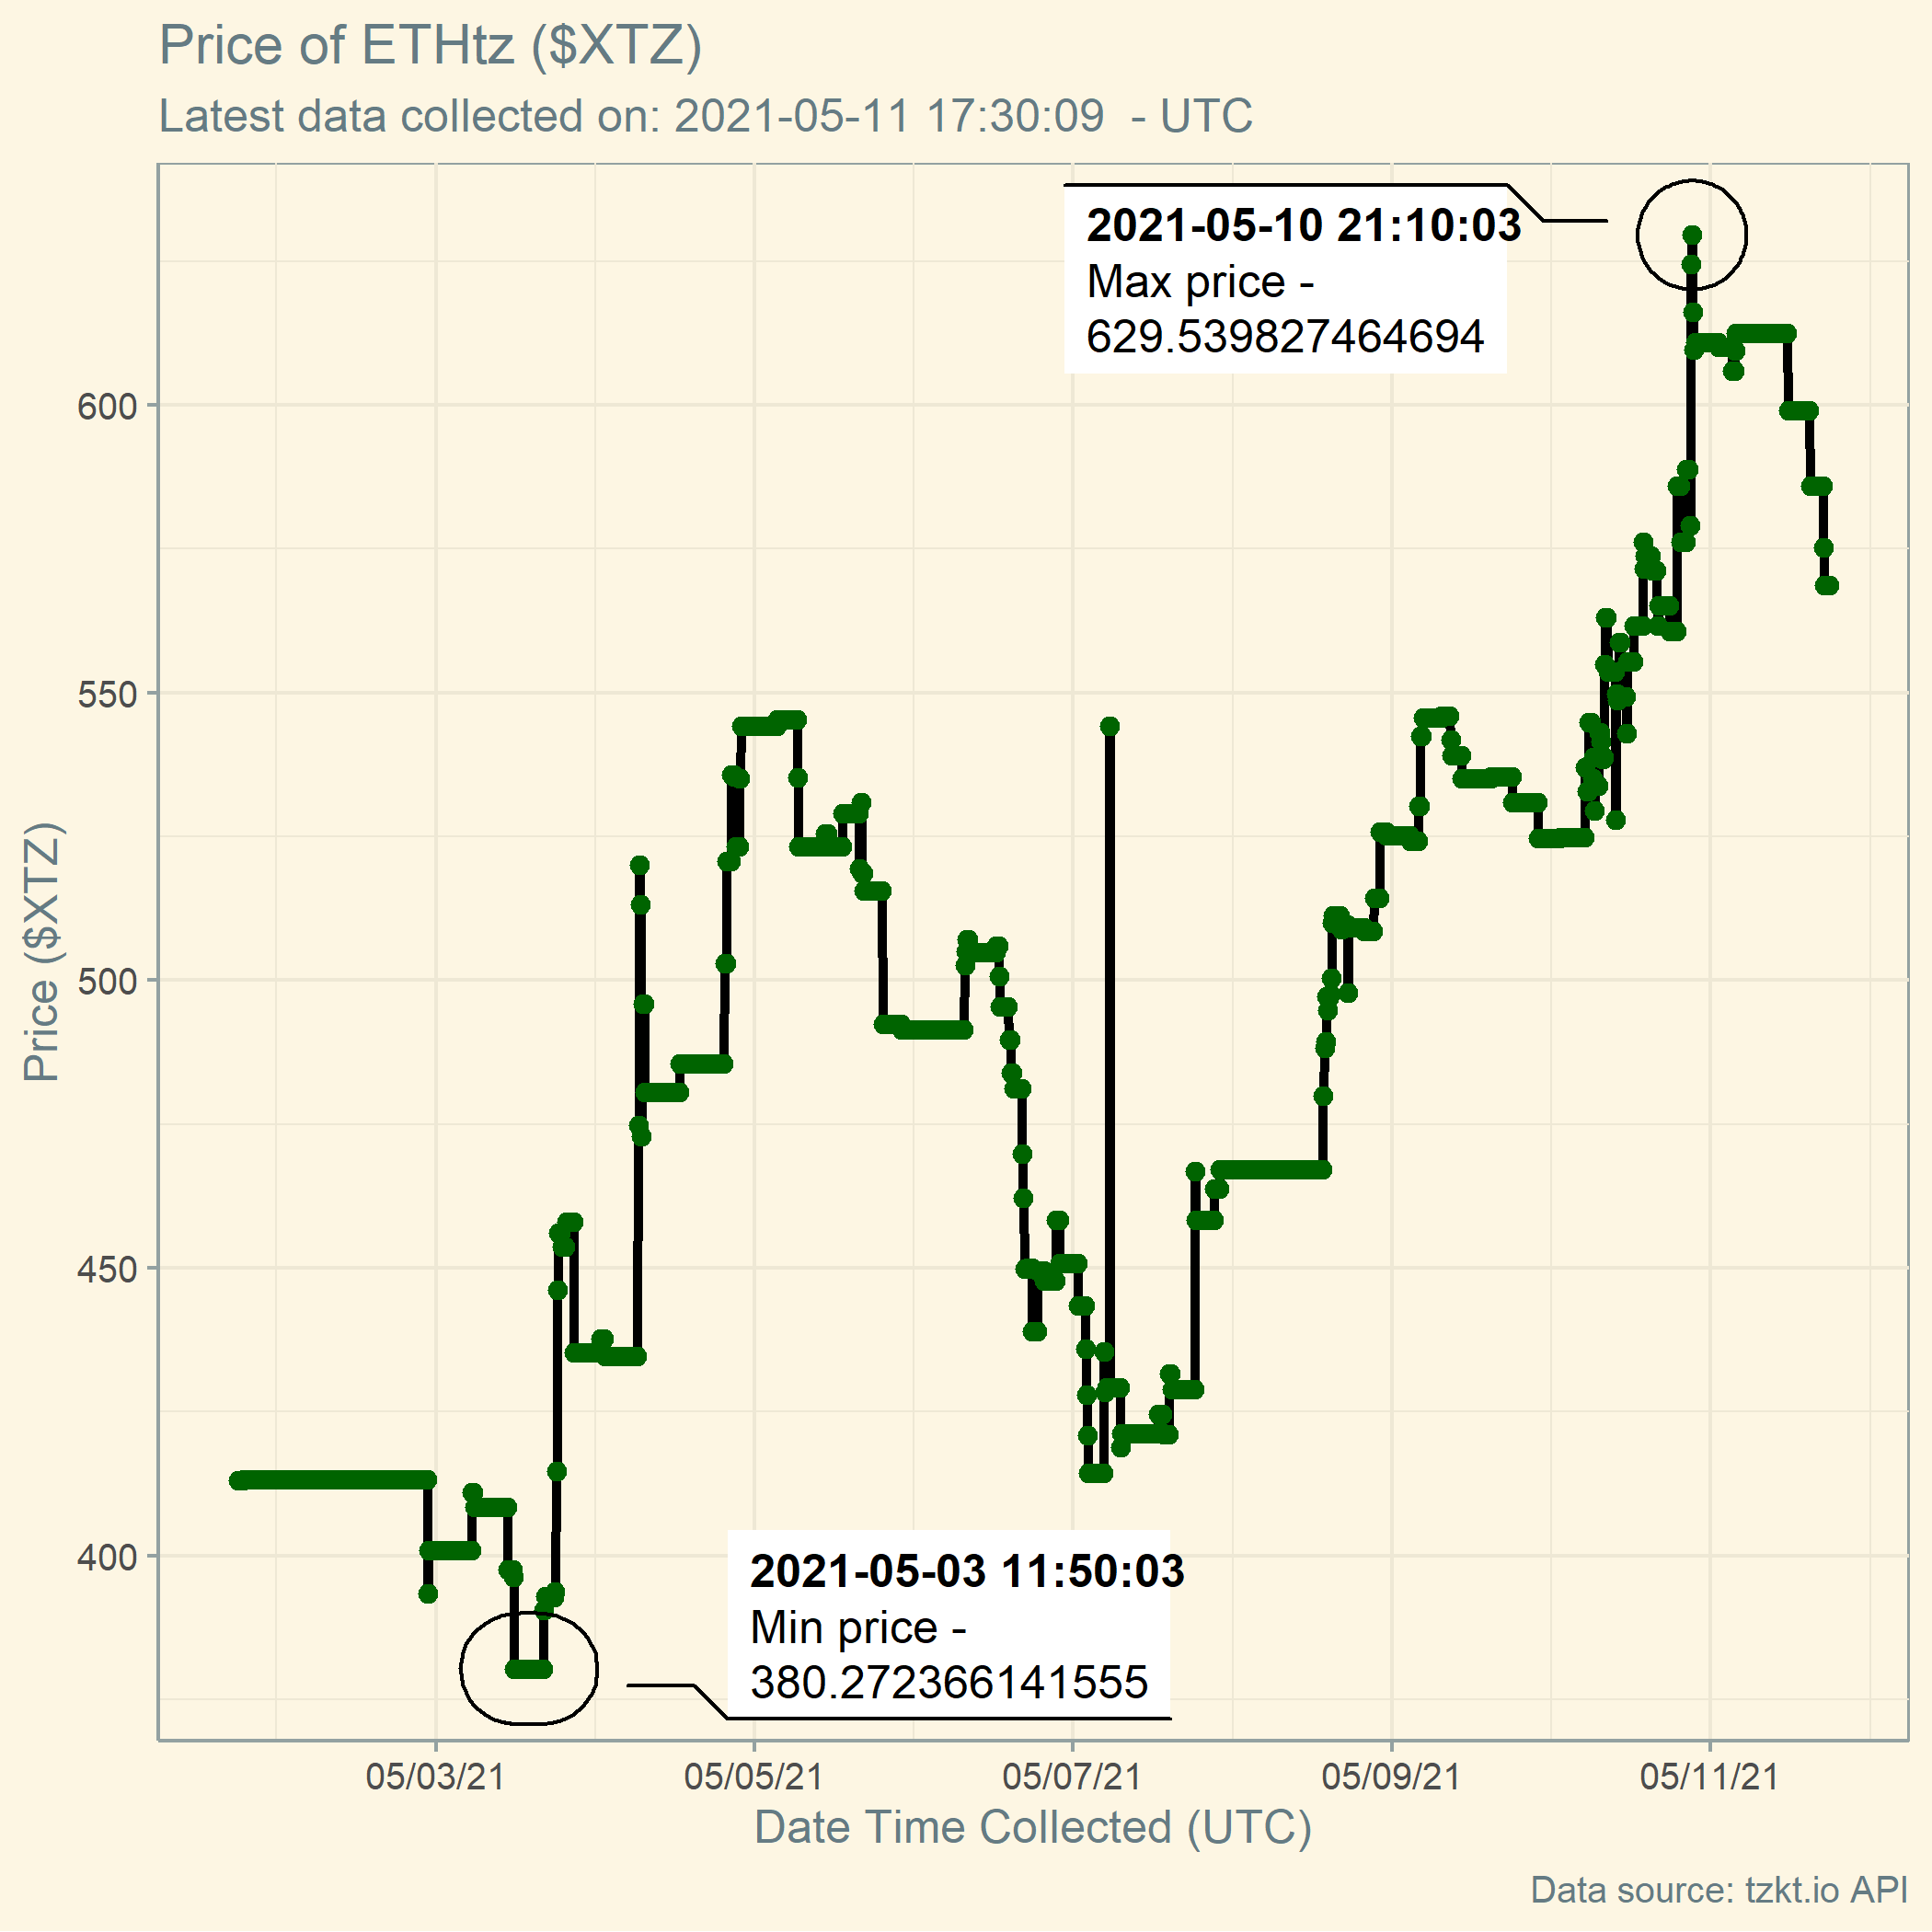 Price of ETHtz ($XTZ)
Latest data collected on: 2021-05-11 17:30:09  - UTC
2021-05-10 21:10:03
Max price -
629.539827464694
600
550
500
450
400
Price ($XTZ)
2021-05-03 11:50:03
Min price -
380.272366141555
05/03/21
05/05/21
05/07/21
05/09/21
05/11/21
Date Time Collected (UTC)
Data source: tzkt.io API